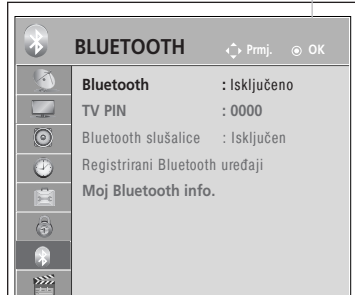 BLUETOOTH Prmj. OK
Bluetooth : Isključeno
TV PIN : 0000
Bluetooth slušalice : Isključen
Registrirani Bluetooth uređaji
Moj Bluetooth info.